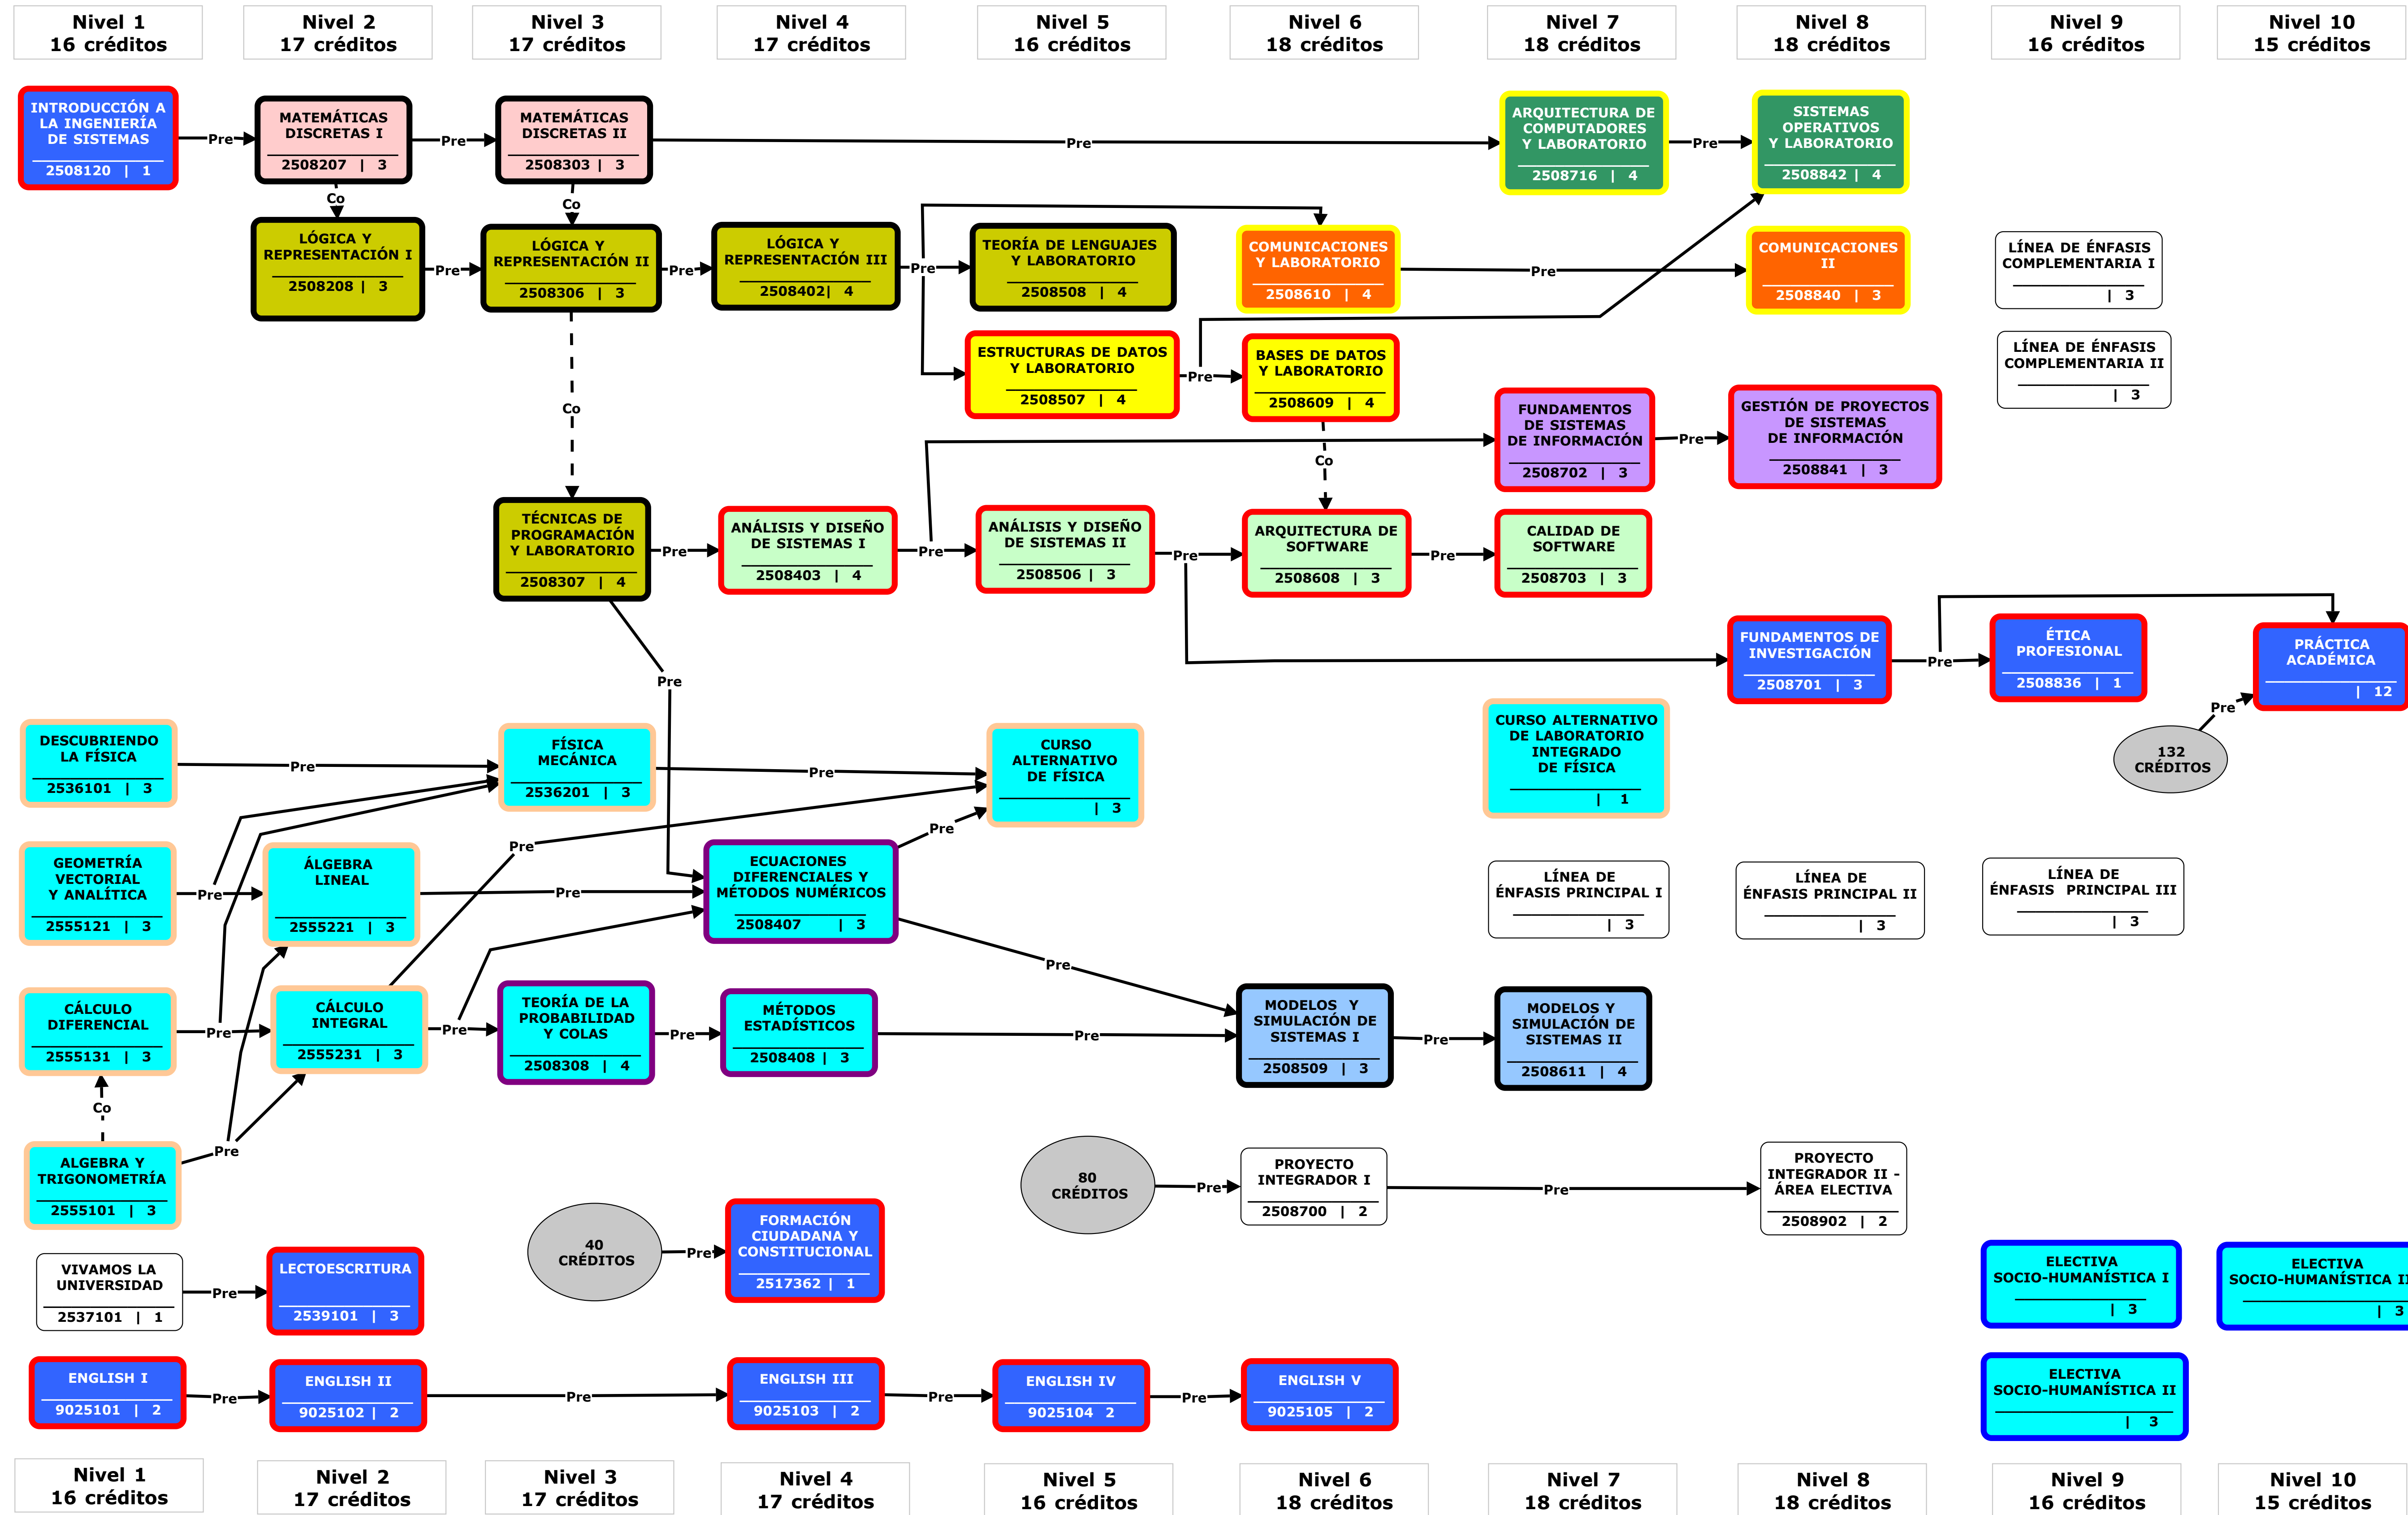 Nivel 1
16 créditos
Nivel 2
17 créditos
Nivel 3
17 créditos
Nivel 4
17 créditos
Nivel 5
16 créditos
Nivel 6
18 créditos
Nivel 7
18 créditos
Nivel 8
18 créditos
Nivel 9
16 créditos
Nivel 10
15 créditos
INTRODUCCIÓN A
LA INGENIERÍA
DE SISTEMAS
2508120 | 1
Pre
MATEMÁTICAS
DISCRETAS I
2508207 | 3
Pre
MATEMÁTICAS
DISCRETAS II
2508303 | 3
Pre
ARQUITECTURA DE
COMPUTADORES
Y LABORATORIO
2508716 | 4
Pre
SISTEMAS
OPERATIVOS
Y LABORATORIO
2508842 | 4
Co
Co
LÓGICA Y
REPRESENTACIÓN I
2508208 | 3
Pre
LÓGICA Y
REPRESENTACIÓN II
2508306 | 3
Pre
LÓGICA Y
REPRESENTACIÓN III
2508402| 4
Pre
TEORÍA DE LENGUAJES
Y LABORATORIO
2508508 | 4
COMUNICACIONES
Y LABORATORIO
2508610 | 4
Pre
COMUNICACIONES
II
2508840 | 3
LÍNEA DE ÉNFASIS
COMPLEMENTARIA I
| 3
ESTRUCTURAS DE DATOS
Y LABORATORIO
2508507 | 4
Pre
BASES DE DATOS
Y LABORATORIO
2508609 | 4
LÍNEA DE ÉNFASIS
COMPLEMENTARIA II
| 3
Co
Co
FUNDAMENTOS
DE SISTEMAS
DE INFORMACIÓN
2508702 | 3
Pre
GESTIÓN DE PROYECTOS
DE SISTEMAS
DE INFORMACIÓN
2508841 | 3
TÉCNICAS DE
PROGRAMACIÓN
Y LABORATORIO
2508307 | 4
Pre
ANÁLISIS Y DISEÑO
DE SISTEMAS I
2508403 | 4
Pre
ANÁLISIS Y DISEÑO
DE SISTEMAS II
2508506 | 3
Pre
ARQUITECTURA DE
SOFTWARE
2508608 | 3
Pre
CALIDAD DE
SOFTWARE
2508703 | 3
FUNDAMENTOS DE
INVESTIGACIÓN
2508701 | 3
Pre
ÉTICA
PROFESIONAL
2508836 | 1
PRÁCTICA
ACADÉMICA
| 12
Pre
132
CRÉDITOS
Pre
DESCUBRIENDO
LA FÍSICA
2536101 | 3
Pre
FÍSICA
MECÁNICA
2536201 | 3
Pre
CURSO
ALTERNATIVO
DE FÍSICA
| 3
CURSO ALTERNATIVO
DE LABORATORIO
INTEGRADO
DE FÍSICA
| 1
Pre
Pre
GEOMETRÍA
VECTORIAL
Y ANALÍTICA
2555121 | 3
Pre
ÁLGEBRA
LINEAL
2555221 | 3
Pre
ECUACIONES
DIFERENCIALES Y
MÉTODOS NUMÉRICOS
2508407 | 3
LÍNEA DE
ÉNFASIS PRINCIPAL I
| 3
LÍNEA DE
ÉNFASIS PRINCIPAL II
| 3
LÍNEA DE
ÉNFASIS PRINCIPAL III
| 3
Pre
CÁLCULO
DIFERENCIAL
2555131 | 3
Pre
CÁLCULO
INTEGRAL
2555231 | 3
Pre
TEORÍA DE LA
PROBABILIDAD
Y COLAS
2508308 | 4
Pre
MÉTODOS
ESTADÍSTICOS
2508408 | 3
Pre
MODELOS Y
SIMULACIÓN DE
SISTEMAS I
2508509 | 3
Pre
MODELOS Y
SIMULACIÓN DE
SISTEMAS II
2508611 | 4
Co
ALGEBRA Y
TRIGONOMETRÍA
2555101 | 3
Pre
80
CRÉDITOS
Pre
PROYECTO
INTEGRADOR I
2508700 | 2
Pre
PROYECTO
INTEGRADOR II -
ÁREA ELECTIVA
2508902 | 2
VIVAMOS LA
UNIVERSIDAD
2537101 | 1
Pre
LECTOESCRITURA
2539101 | 3
40
CRÉDITOS
Pre
FORMACIÓN
CIUDADANA Y
CONSTITUCIONAL
2517362 | 1
ELECTIVA
SOCIO-HUMANÍSTICA I
| 3
ELECTIVA
SOCIO-HUMANÍSTICA II
| 3
ENGLISH I
9025101 | 2
Pre
ENGLISH II
9025102 | 2
Pre
ENGLISH III
9025103 | 2
Pre
ENGLISH IV
9025104 2
Pre
ENGLISH V
9025105 | 2
ELECTIVA
SOCIO-HUMANÍSTICA II
| 3
Nivel 1
16 créditos
Nivel 2
17 créditos
Nivel 3
17 créditos
Nivel 4
17 créditos
Nivel 5
16 créditos
Nivel 6
18 créditos
Nivel 7
18 créditos
Nivel 8
18 créditos
Nivel 9
16 créditos
Nivel 10
15 créditos